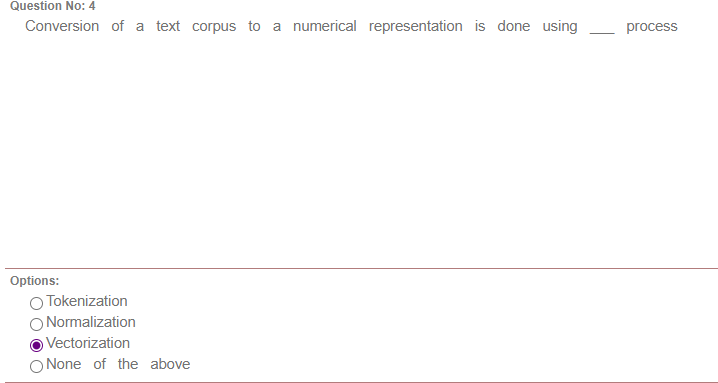 Question No: 4
Conversion of a text corpus to a numerical representation is done using ___ process
Options:
Tokenization
Normalization
Vectorization
None of the above